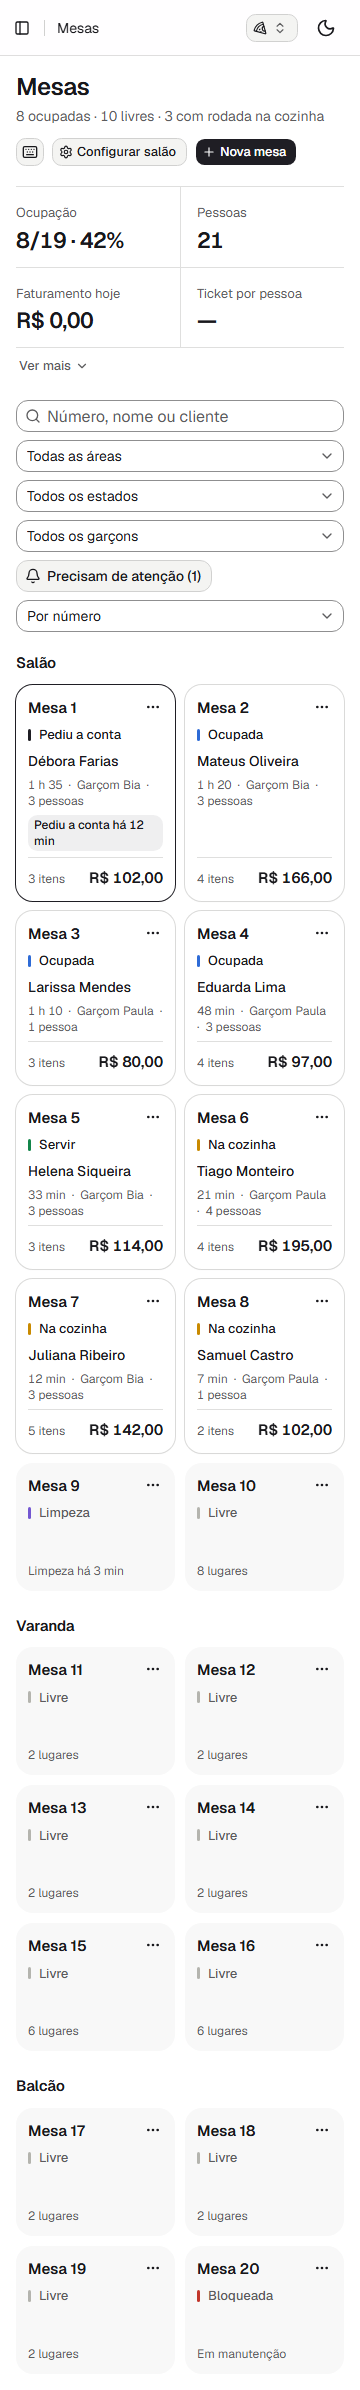 Mesas
Mesas
8 ocupadas · 10 livres · 3 com rodada na cozinha
Configurar salão
Nova mesa
Ocupação
8/19 · 42%
Pessoas
21
Faturamento hoje
R$ 0,00
Ticket por pessoa
—
Ver mais
Número, nome ou cliente
Todas as áreas
Todos os estados
Todos os garçons
Precisam de atenção (1)
Por número
Salão
Mesa 1
Pediu a conta
Débora Farias
1 h 35 · Garçom Bia ·
3 pessoas
Pediu a conta há 12
min
3 itens R$ 102,00
Mesa 2
Ocupada
Mateus Oliveira
1 h 20 · Garçom Bia ·
3 pessoas
4 itens R$ 166,00
Mesa 3
Ocupada
Larissa Mendes
1 h 10 · Garçom Paula ·
1 pessoa
3 itens R$ 80,00
Mesa 4
Ocupada
Eduarda Lima
48 min · Garçom Paula
· 3 pessoas
4 itens R$ 97,00
Mesa 5
Servir
Helena Siqueira
33 min · Garçom Bia ·
3 pessoas
3 itens R$ 114,00
Mesa 6
Na cozinha
Tiago Monteiro
21 min · Garçom Paula
· 4 pessoas
4 itens R$ 195,00
Mesa 7
Na cozinha
Juliana Ribeiro
12 min · Garçom Bia ·
3 pessoas
5 itens R$ 142,00
Mesa 8
Na cozinha
Samuel Castro
7 min · Garçom Paula ·
1 pessoa
2 itens R$ 102,00
Mesa 9
Limpeza
Limpeza há 3 min
Mesa 10
Livre
8 lugares
Varanda
Mesa 11
Livre
2 lugares
Mesa 12
Livre
2 lugares
Mesa 13
Livre
2 lugares
Mesa 14
Livre
2 lugares
Mesa 15
Livre
6 lugares
Mesa 16
Livre
6 lugares
Balcão
Mesa 17
Livre
2 lugares
Mesa 18
Livre
2 lugares
Mesa 19
Livre
2 lugares
Mesa 20
Bloqueada
Em manutenção